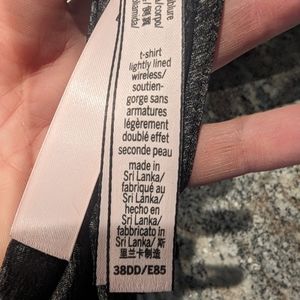 t-shirt
lightly lined
wireless/
soutien-
gorge sans
armatures
légèrement
doublé effet
seconde peau
made in
Sri Lanka/
fabriqué au
Sri Lanka/
hecho en
Sri Lanka/
fabbricato in
Sri Lanka/ 斯
里兰卡制造
38DD/E85